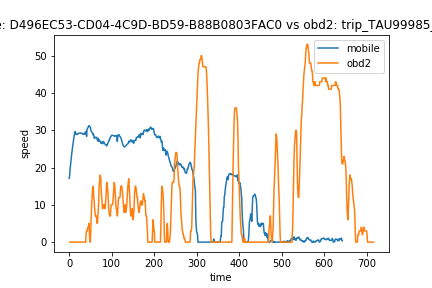 e: D496EC53-CD04-4C9D-BD59-B88B0803FAC0 vs obd2: trip_TAU99985_
mobile
obd2
50
40
30
20
10
0
speed
0 100 200 300 400 500 600 700
time